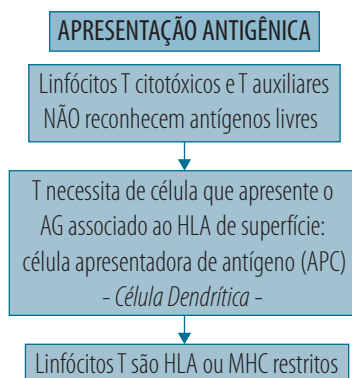 APRESENTAÇÃO ANTIGÊNICA
Linfócitos T citotóxicos e T auxiliares
NÃO reconhecem antígenos livres
T necessita de célula que apresente o
AG associado ao HLA de superfície:
célula apresentadora de antígeno (APC)
- Célula Dendrítica -
Linfócitos T são HLA ou MHC restritos